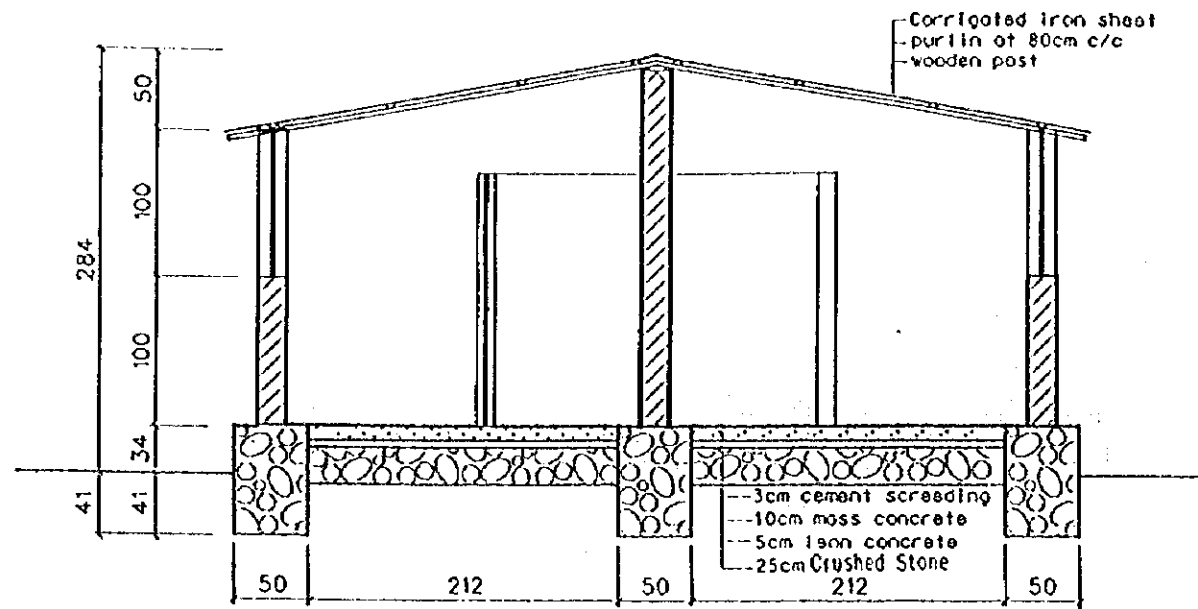 Corrigated iron sheet
purlin at 80cm c/c
wooden post
50
100
284
100
34
41
41
3cm cement screeding
10cm mass concrete
5cm lean concrete
25cm Crushed Stone
50
212
50
212
50